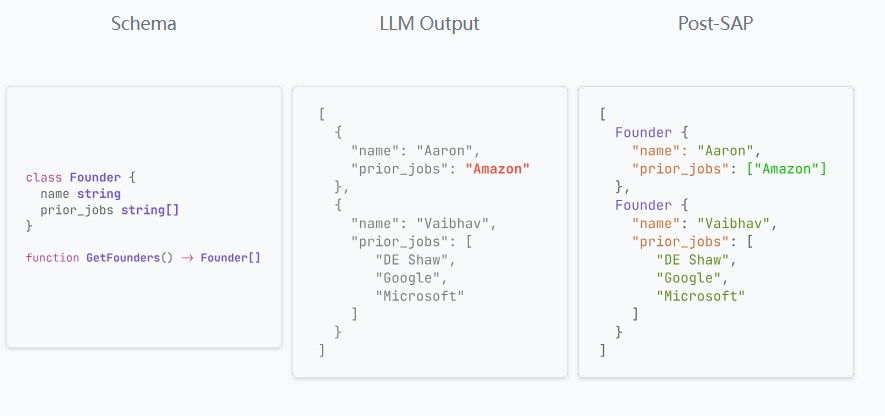 Schema
LLM Output
Post-SAP
class Founder {
  name string
  prior_jobs string[]
}
function GetFounders() → Founder[]
[
  {
    "name": "Aaron",
    "prior_jobs": "Amazon"
  },
  {
    "name": "Vaibhav",
    "prior_jobs": [
       "DE Shaw",
       "Google",
       "Microsoft"
    ]
  }
]
[
  Founder {
    "name": "Aaron",
    "prior_jobs": ["Amazon"]
  },
  Founder {
    "name": "Vaibhav",
    "prior_jobs": [
       "DE Shaw",
       "Google",
       "Microsoft"
    ]
  }
]